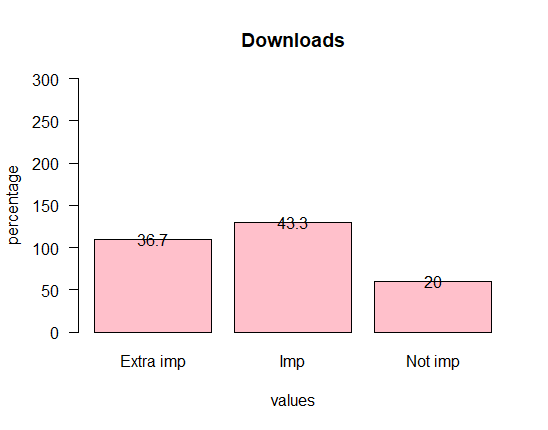 Downloads
percentage
300
250
200
150
100
50
0
36.7
43.3
20
Extra imp
Imp
Not imp
values